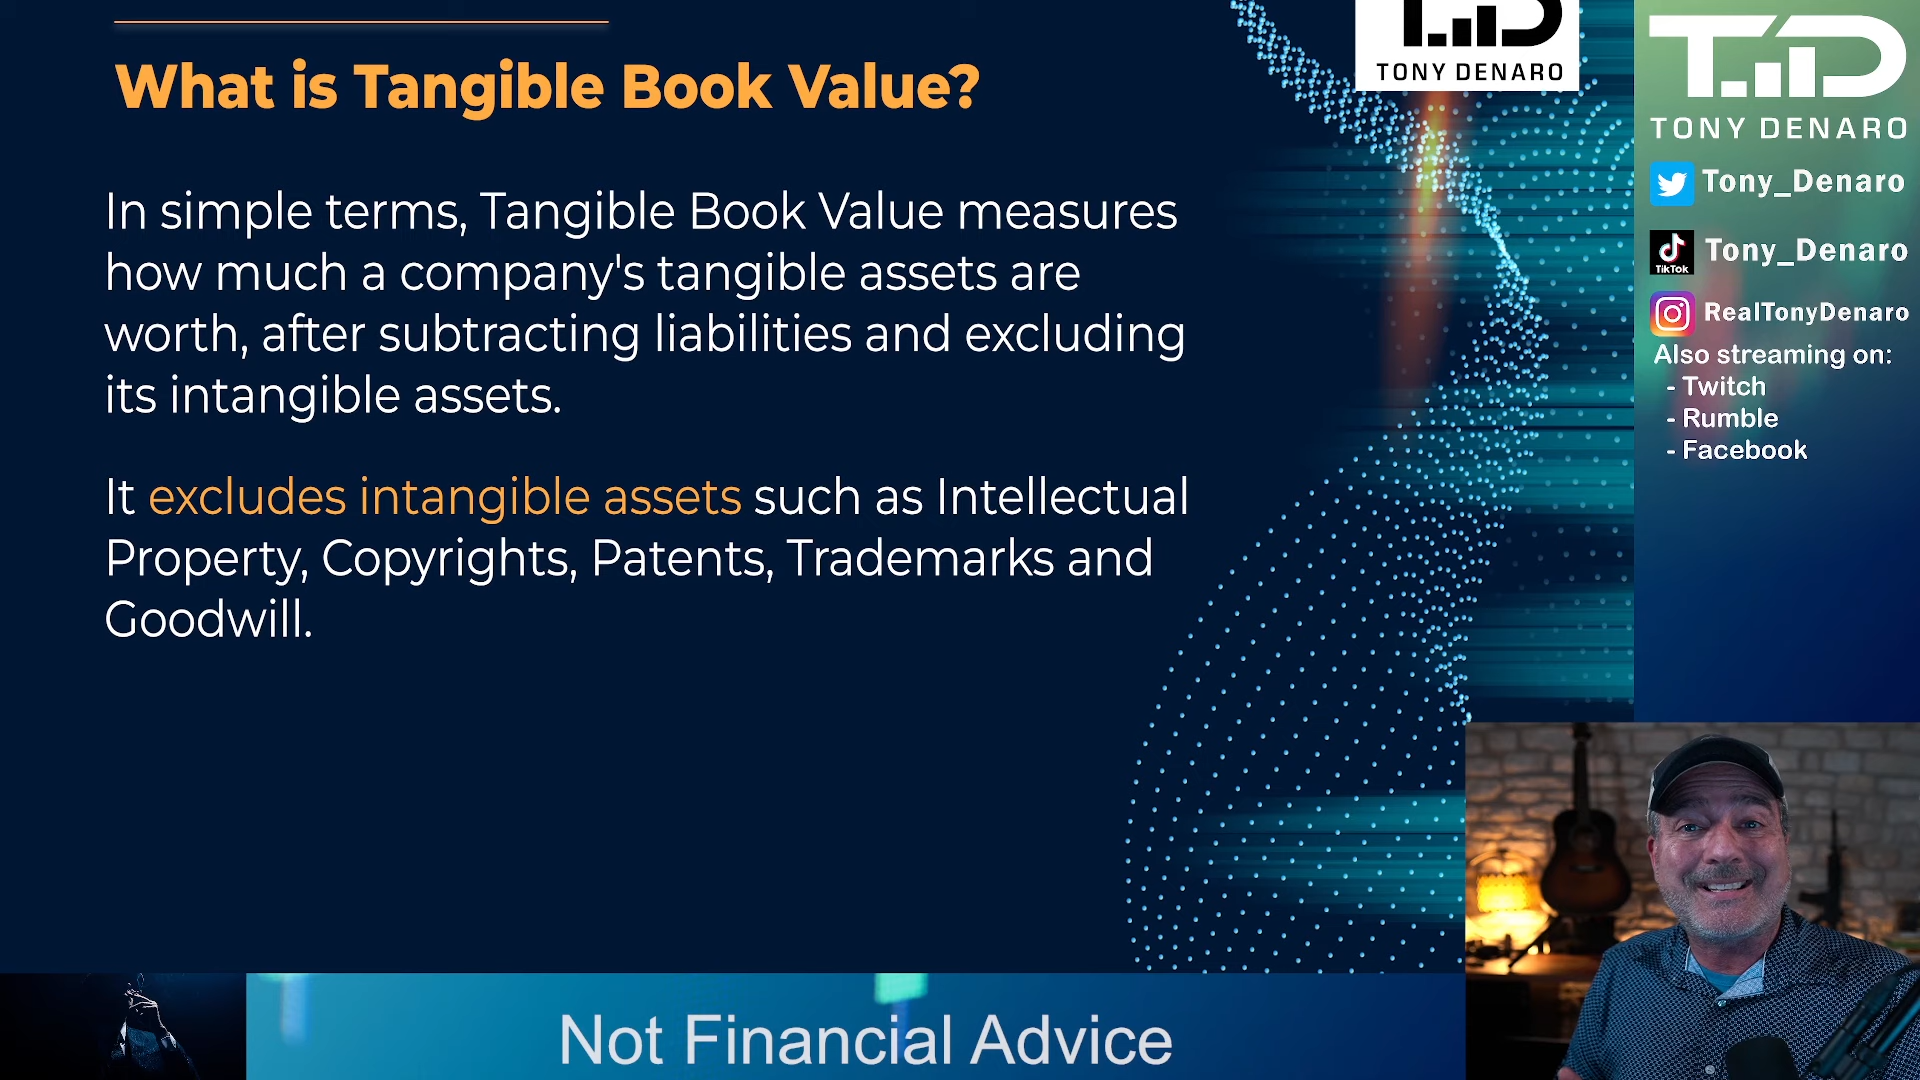 What is Tangible Book Value?
In simple terms, Tangible Book Value measures
how much a company's tangible assets are
worth, after subtracting liabilities and excluding
its intangible assets.
It excludes intangible assets such as Intellectual
Property, Copyrights, Patents, Trademarks and
Goodwill.
TONY DENARO
TD
TONY DENARO
Tony_Denaro
TikTok
Tony_Denaro
RealTonyDenaro
Also streaming on:
- Twitch
- Rumble
- Facebook
Not Financial Advice